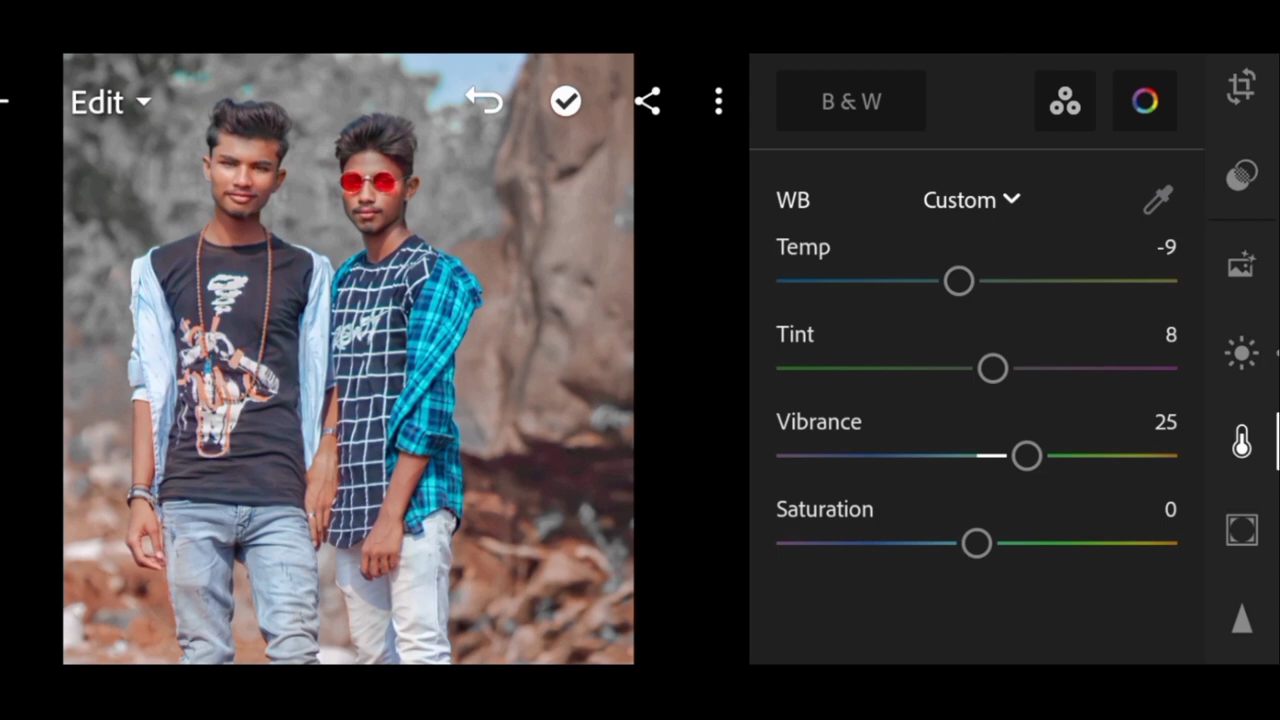 Edit
B & W
WB
Custom
Temp
-9
Tint
8
Vibrance
25
Saturation
0